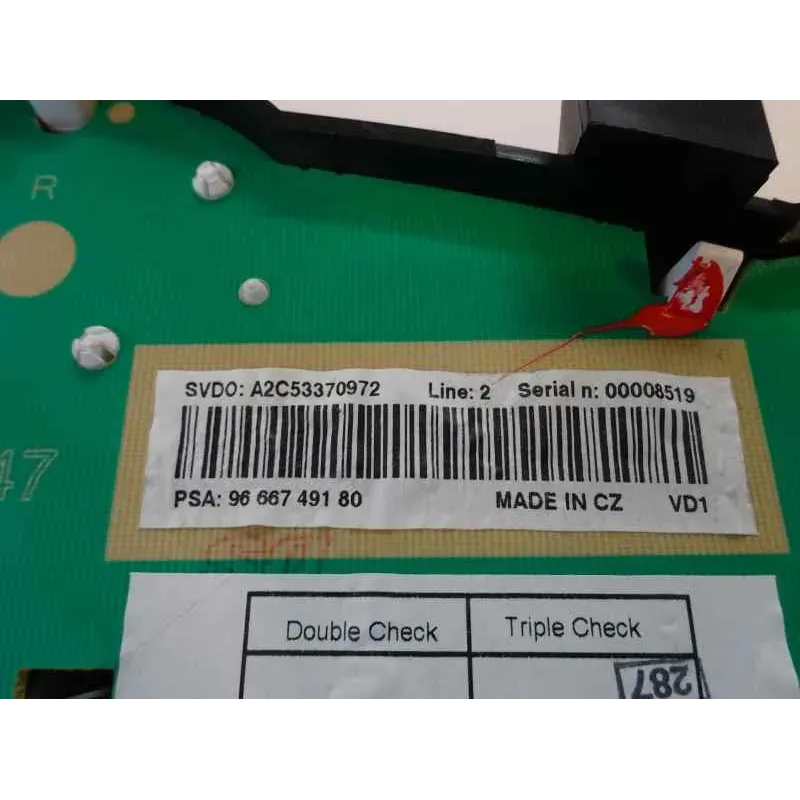 R
47
SVDO: A2C53370972 Line: 2 Serial n: 00008519
PSA: 96 667 491 80 MADE IN CZ VD1
Double Check Triple Check
287